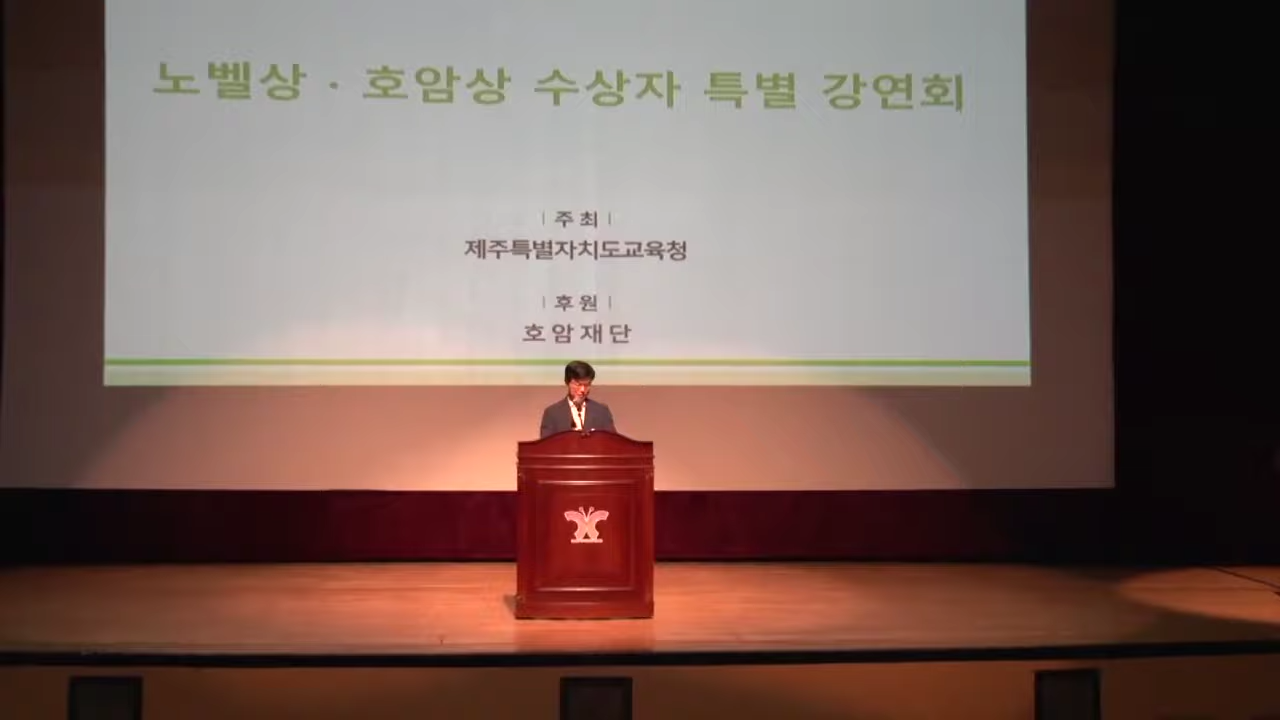 노벨상 · 호암상 수상자 특별 강연회
| 주 최 |
제주특별자치도교육청
| 후 원 |
호 암 재 단